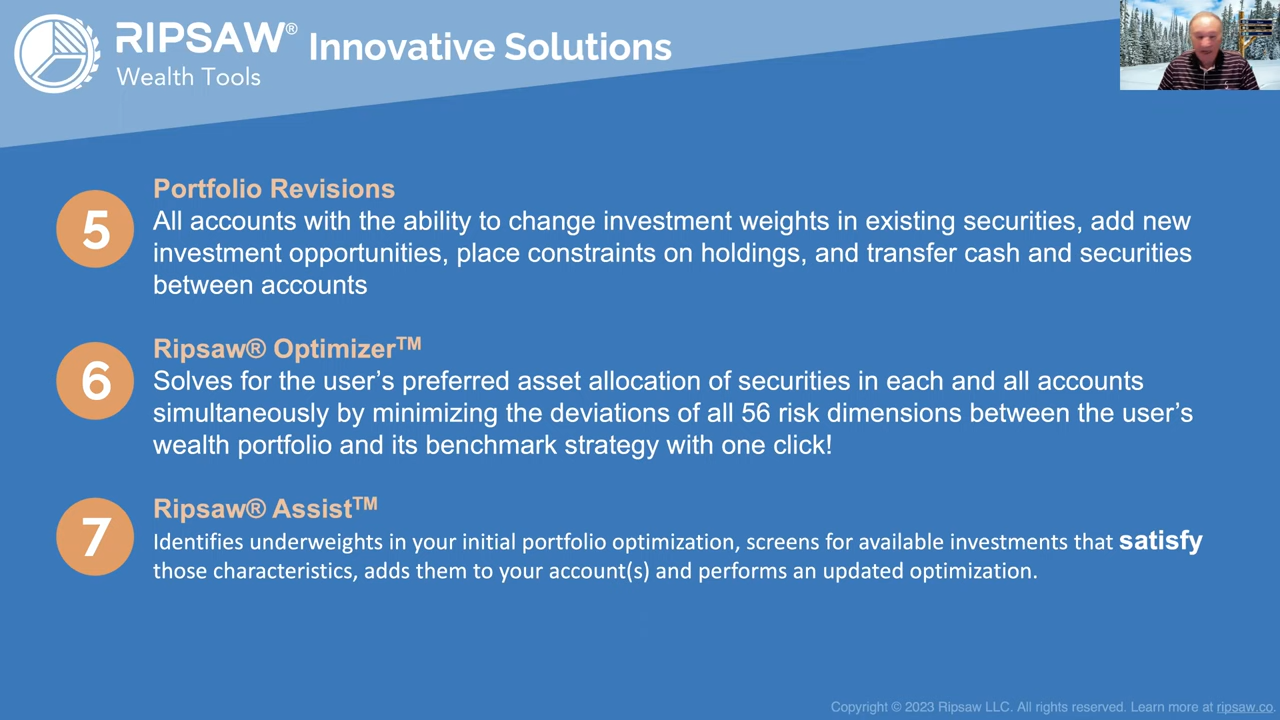 RIPSAW®
Wealth Tools
Innovative Solutions
5
Portfolio Revisions
All accounts with the ability to change investment weights in existing securities, add new
investment opportunities, place constraints on holdings, and transfer cash and securities
between accounts
6
Ripsaw® Optimizer™
Solves for the user’s preferred asset allocation of securities in each and all accounts
simultaneously by minimizing the deviations of all 56 risk dimensions between the user’s
wealth portfolio and its benchmark strategy with one click!
7
Ripsaw® Assist™
Identifies underweights in your initial portfolio optimization, screens for available investments that satisfy
those characteristics, adds them to your account(s) and performs an updated optimization.
Copyright © 2023 Ripsaw LLC. All rights reserved. Learn more at ripsaw.co.